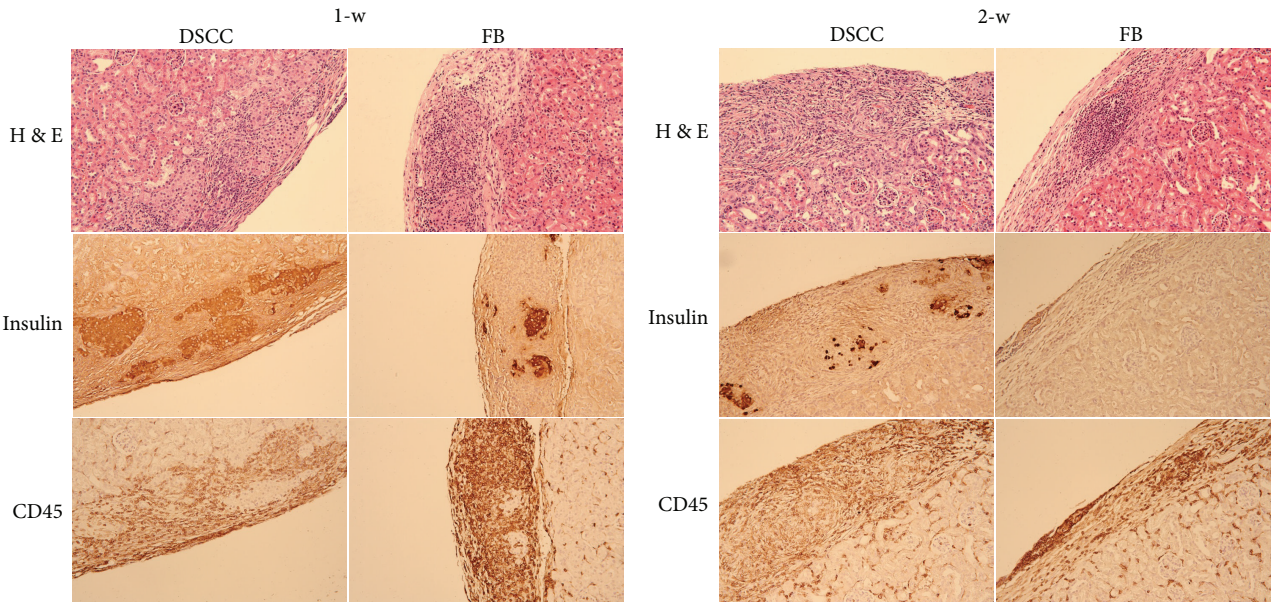 1-w
DSCC FB
H & E
Insulin
CD45
2-w
DSCC FB
H & E
Insulin
CD45